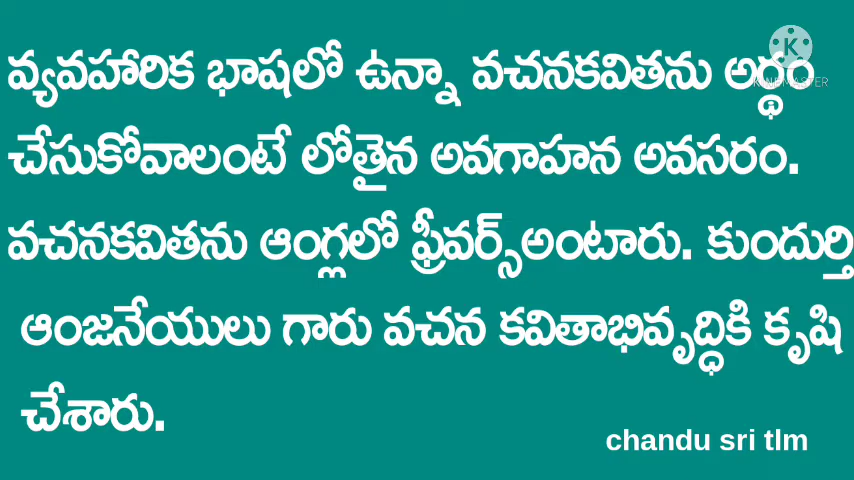 వ్యవహారిక భాషలో ఉన్నా వచనకవితను అర్థం
చేసుకోవాలంటే లోతైన అవగాహన అవసరం.
వచనకవితను ఆంగ్లలో ఫ్రీవర్స్అంటారు. కుందుర్తి
ఆంజనేయులు గారు వచన కవితాభివృద్ధికి కృషి
చేశారు.
chandu sri tlm
K
KINEMASTER